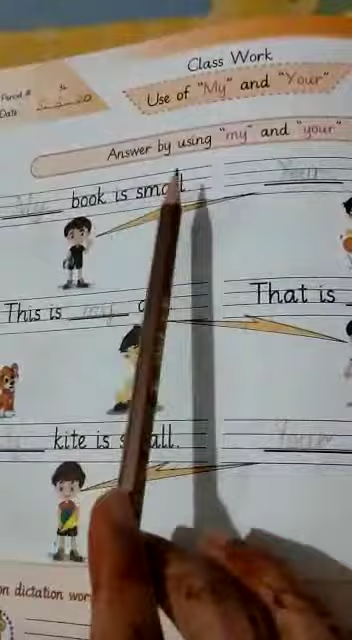 Class Work
Period #
Date
Use of "My" and "Your"
Answer by using "my" and "your"
book is small
Your
This is my
That is
kite is small.
Your
on dictation wor